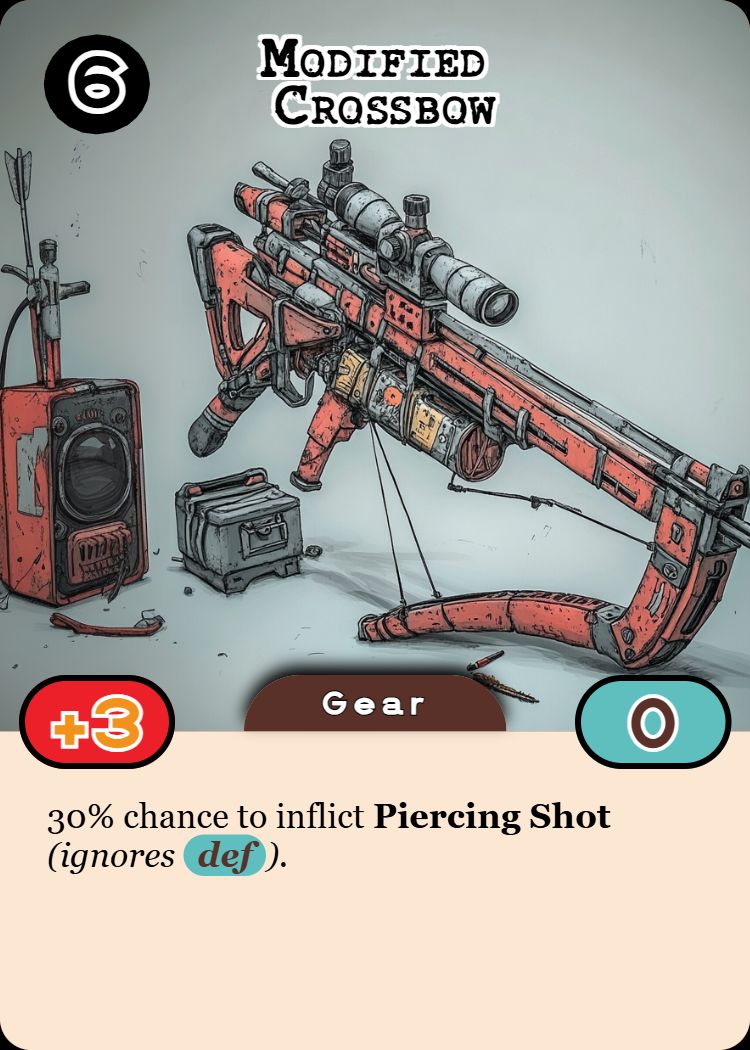 6
Modified
Crossbow
+3
Gear
0
30% chance to inflict Piercing Shot
(ignores def).